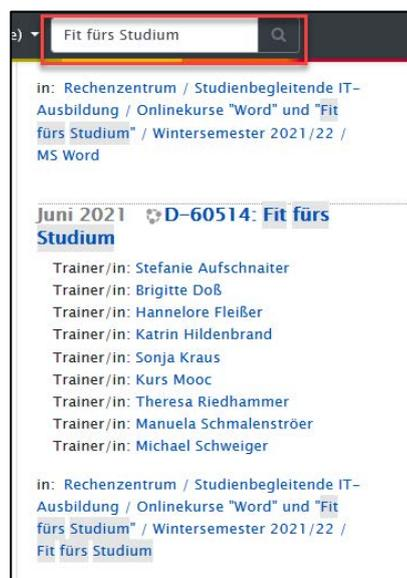 e) Fit fürs Studium
in: Rechenzentrum / Studienbegleitende IT-
Ausbildung / Onlinekurse "Word" und "Fit
fürs Studium" / Wintersemester 2021/22 /
MS Word
Juni 2021 D-60514: Fit fürs
Studium
Trainer/in: Stefanie Aufschnaiter
Trainer/in: Brigitte Doß
Trainer/in: Hannelore Fleißer
Trainer/in: Katrin Hildenbrand
Trainer/in: Sonja Kraus
Trainer/in: Kurs Mooc
Trainer/in: Theresa Riedhammer
Trainer/in: Manuela Schmalenströer
Trainer/in: Michael Schweiger
in: Rechenzentrum / Studienbegleitende IT-
Ausbildung / Onlinekurse "Word" und "Fit
fürs Studium" / Wintersemester 2021/22 /
Fit fürs Studium